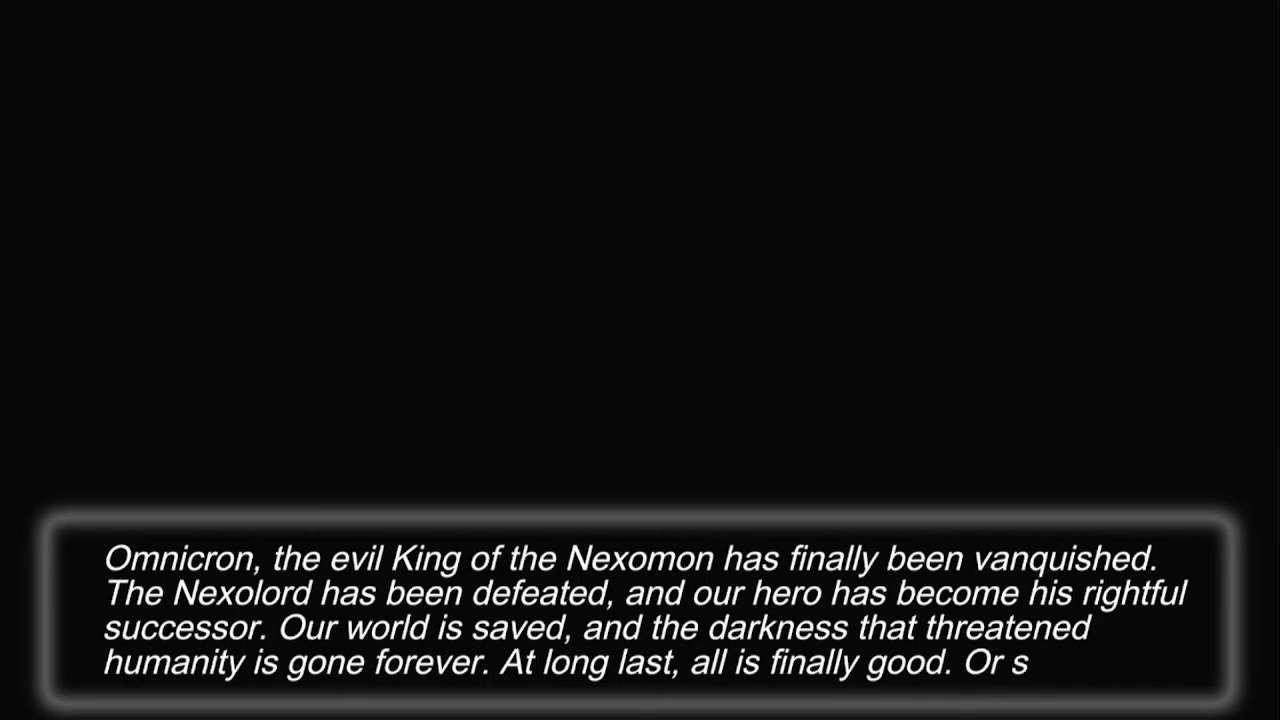 Omnicron, the evil King of the Nexomon has finally been vanquished.
The Nexolord has been defeated, and our hero has become his rightful
successor. Our world is saved, and the darkness that threatened
humanity is gone forever. At long last, all is finally good. Or s